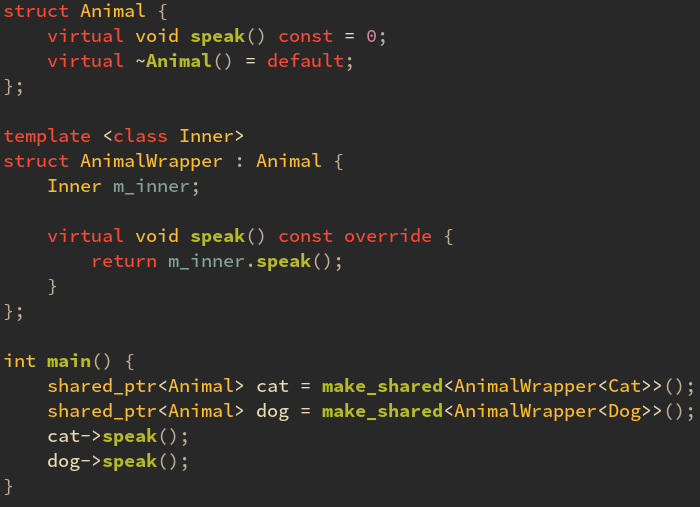 struct Animal {
    virtual void speak() const = 0;
    virtual ~Animal() = default;
};

template <class Inner>
struct AnimalWrapper : Animal {
    Inner m_inner;

    virtual void speak() const override {
        return m_inner.speak();
    }
};

int main() {
    shared_ptr<Animal> cat = make_shared<AnimalWrapper<Cat>>();
    shared_ptr<Animal> dog = make_shared<AnimalWrapper<Dog>>();
    cat->speak();
    dog->speak();
}